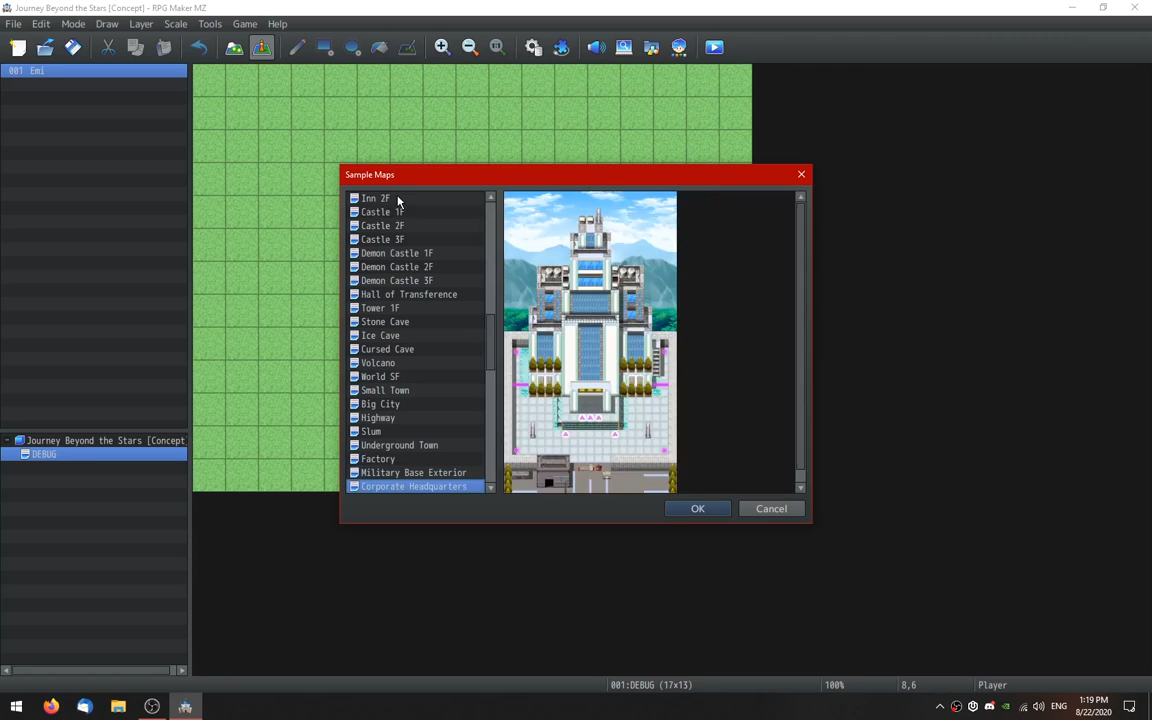 Journey Beyond the Stars [Concept] - RPG Maker MZ
File Edit Mode Draw Layer Scale Tools Game Help
001 Emi
Sample Maps
Inn 2F
Castle 1F
Castle 2F
Castle 3F
Demon Castle 1F
Demon Castle 2F
Demon Castle 3F
Hall of Transference
Tower 1F
Stone Cave
Ice Cave
Cursed Cave
Volcano
World SF
Small Town
Big City
Highway
Slum
Underground Town
Factory
Military Base Exterior
Corporate Headquarters
OK Cancel
Journey Beyond the Stars [Concept
DEBUG
001:DEBUG (17x13) 100% 8,6 Player
ENG
1:19 PM
8/22/2020